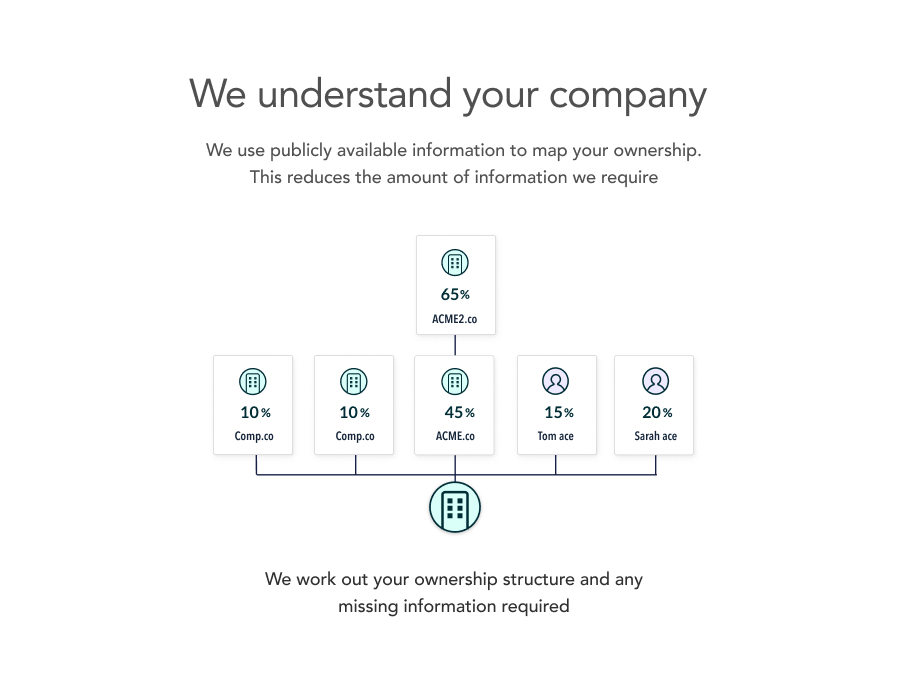 We understand your company
We use publicly available information to map your ownership.
This reduces the amount of information we require
65%
ACME2.co
10% 10% 45% 15% 20%
Comp.co Comp.co ACME.co Tom ace Sarah ace
We work out your ownership structure and any
missing information required